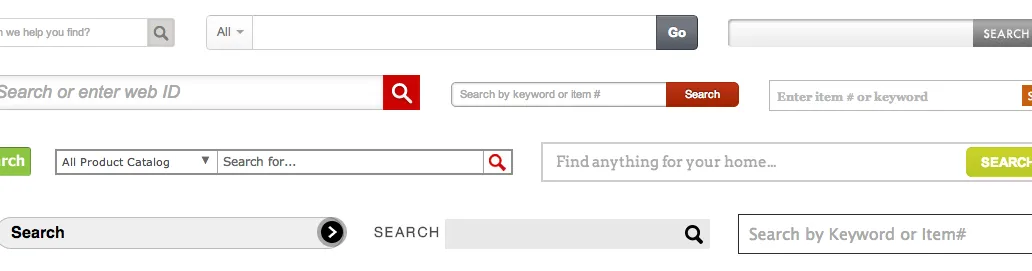 we help you find?
All
Go
SEARCH
Search or enter web ID
Search by keyword or item #
Search
Enter item # or keyword
S
rch
All Product Catalog
Search for...
Find anything for your home...
SEARCH
Search
SEARCH
Search by Keyword or Item#